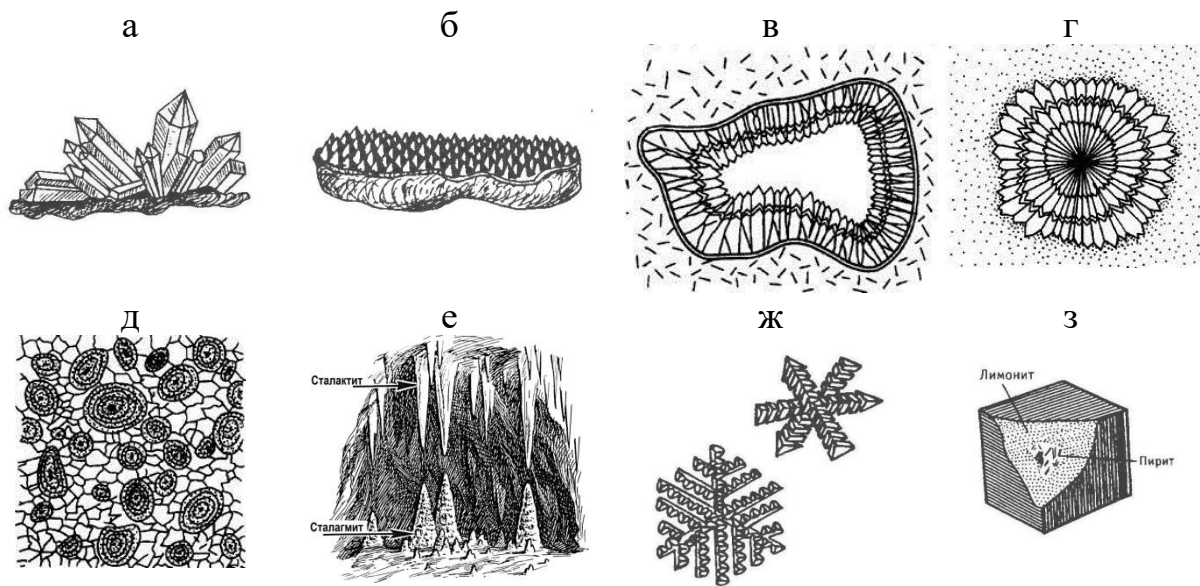 а
б
в
г
д
е
ж
з
Сталактит
Сталагмит
Лимонит
Пирит